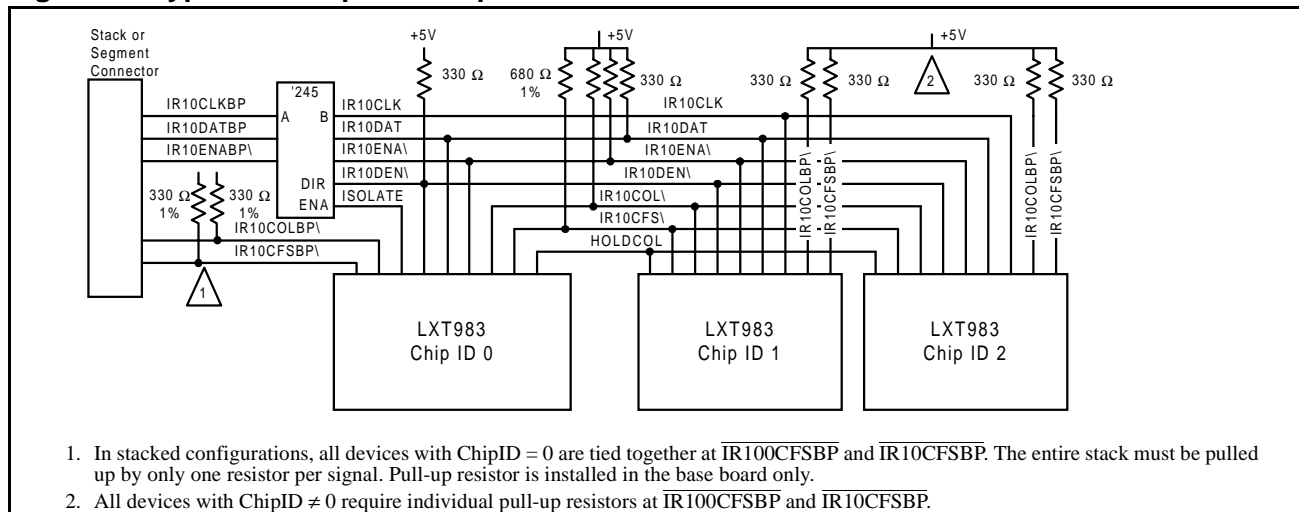 Stack or
Segment
Connector
+5V
+5V
+5V
330 Ω
680 Ω
1%
330 Ω
330 Ω
330 Ω
2
330 Ω
330 Ω
'245
A B
DIR
ENA
IR10CLKBP
IR10DATBP
IR10ENABP\
IR10CLK
IR10DAT
IR10ENA\
IR10DEN\
ISOLATE
IR10CLK
IR10DAT
IR10ENA\
IR10DEN\
IR10COL\
IR10CFS\
HOLDCOL
330 Ω
1%
330 Ω
1%
IR10COLBP\
IR10CFSBP\
1
IR10COLBP\
IR10CFSBP\
IR10COLBP\
IR10CFSBP\
LXT983
Chip ID 0
LXT983
Chip ID 1
LXT983
Chip ID 2
1. In stacked configurations, all devices with ChipID = 0 are tied together at IR100CFSBP and IR10CFSBP. The entire stack must be pulled
up by only one resistor per signal. Pull-up resistor is installed in the base board only.
2. All devices with ChipID ≠ 0 require individual pull-up resistors at IR100CFSBP and IR10CFSBP.